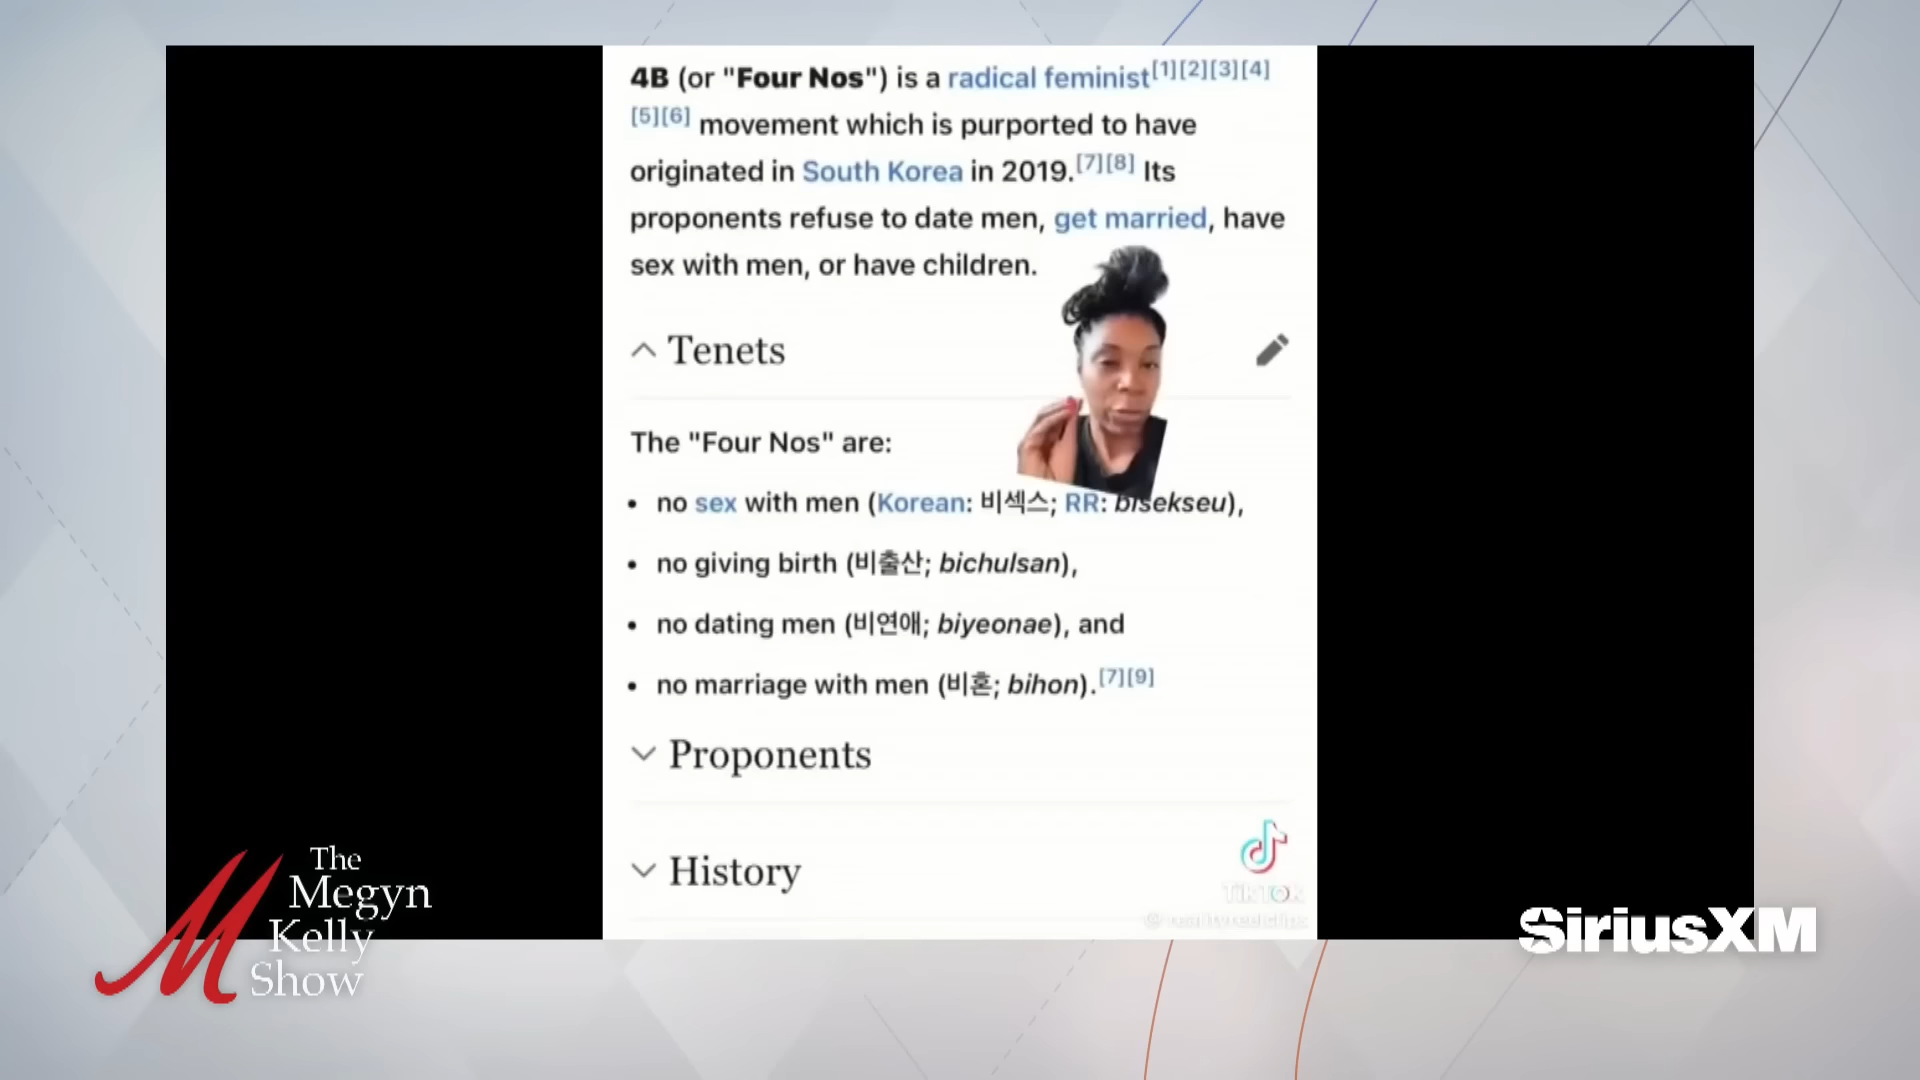 4B (or "Four Nos") is a radical feminist[1][2][3][4]
[5][6] movement which is purported to have
originated in South Korea in 2019.[7][8] Its
proponents refuse to date men, get married, have
sex with men, or have children.
Tenets
The "Four Nos" are:
• no sex with men (Korean: 비섹스; RR: bisekseu),
• no giving birth (비출산; bichulsan),
• no dating men (비연애; biyeonae), and
• no marriage with men (비혼; bihon).[7][9]
Proponents
History
TikTok
@realityreelclips
The
Megyn
Kelly
Show
SiriusXM